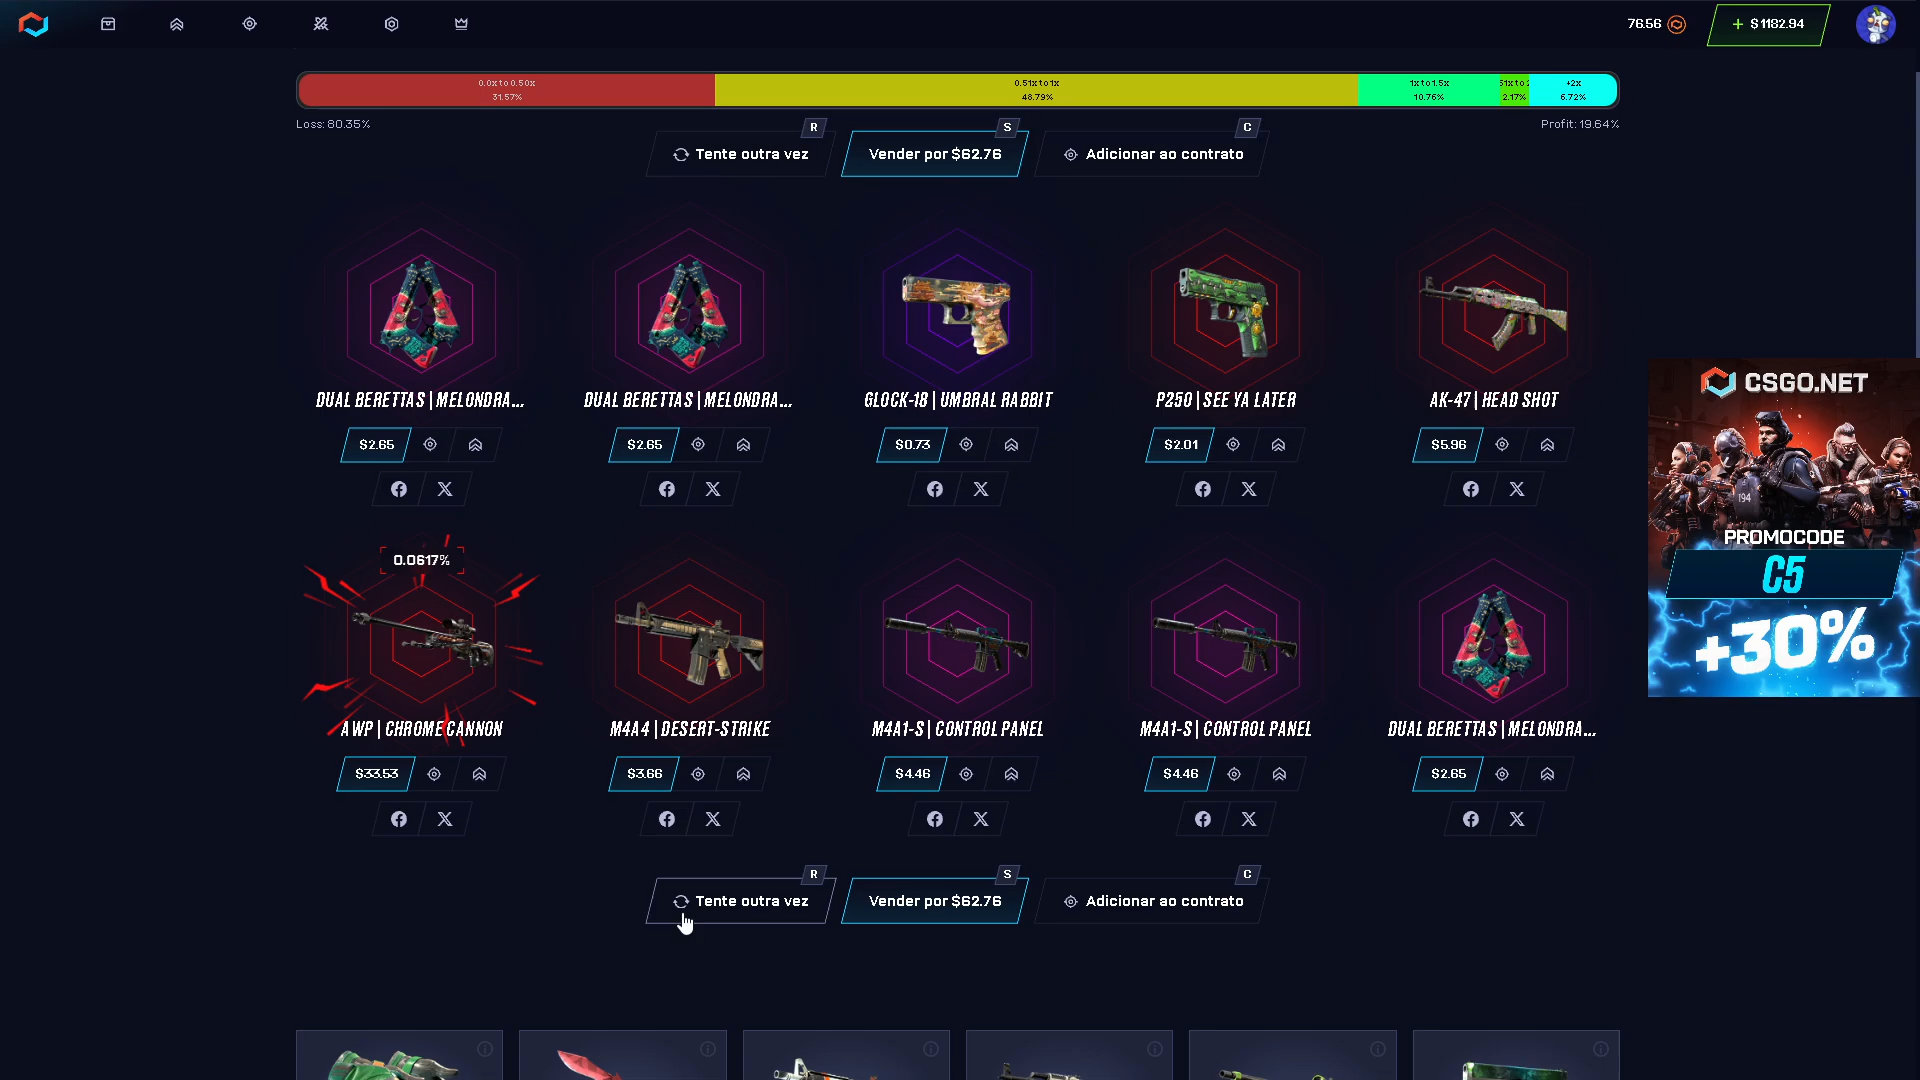 76.56
+ $ 1182.94
0.0x to 0.50x
31.57%
0.51x to 1x
48.79%
1x to 1.5x
10.76%
51x to 2
2.17%
+2x
6.72%
Loss: 80.35%
Profit: 19.64%
R
S
C
Tente outra vez
Vender por $62.76
Adicionar ao contrato
DUAL BERETTAS | MELONDRA...
DUAL BERETTAS | MELONDRA...
GLOCK-18 | UMBRAL RABBIT
P250 | SEE YA LATER
AK-47 | HEAD SHOT
$2.65
$2.65
$0.73
$2.01
$5.96
CSGO.NET
194
PROMOCODE
C5
+30%
0.0617%
AWP | CHROME CANNON
M4A4 | DESERT-STRIKE
M4A1-S | CONTROL PANEL
M4A1-S | CONTROL PANEL
DUAL BERETTAS | MELONDRA...
$33.53
$3.66
$4.46
$4.46
$2.65
R
S
C
Tente outra vez
Vender por $62.76
Adicionar ao contrato